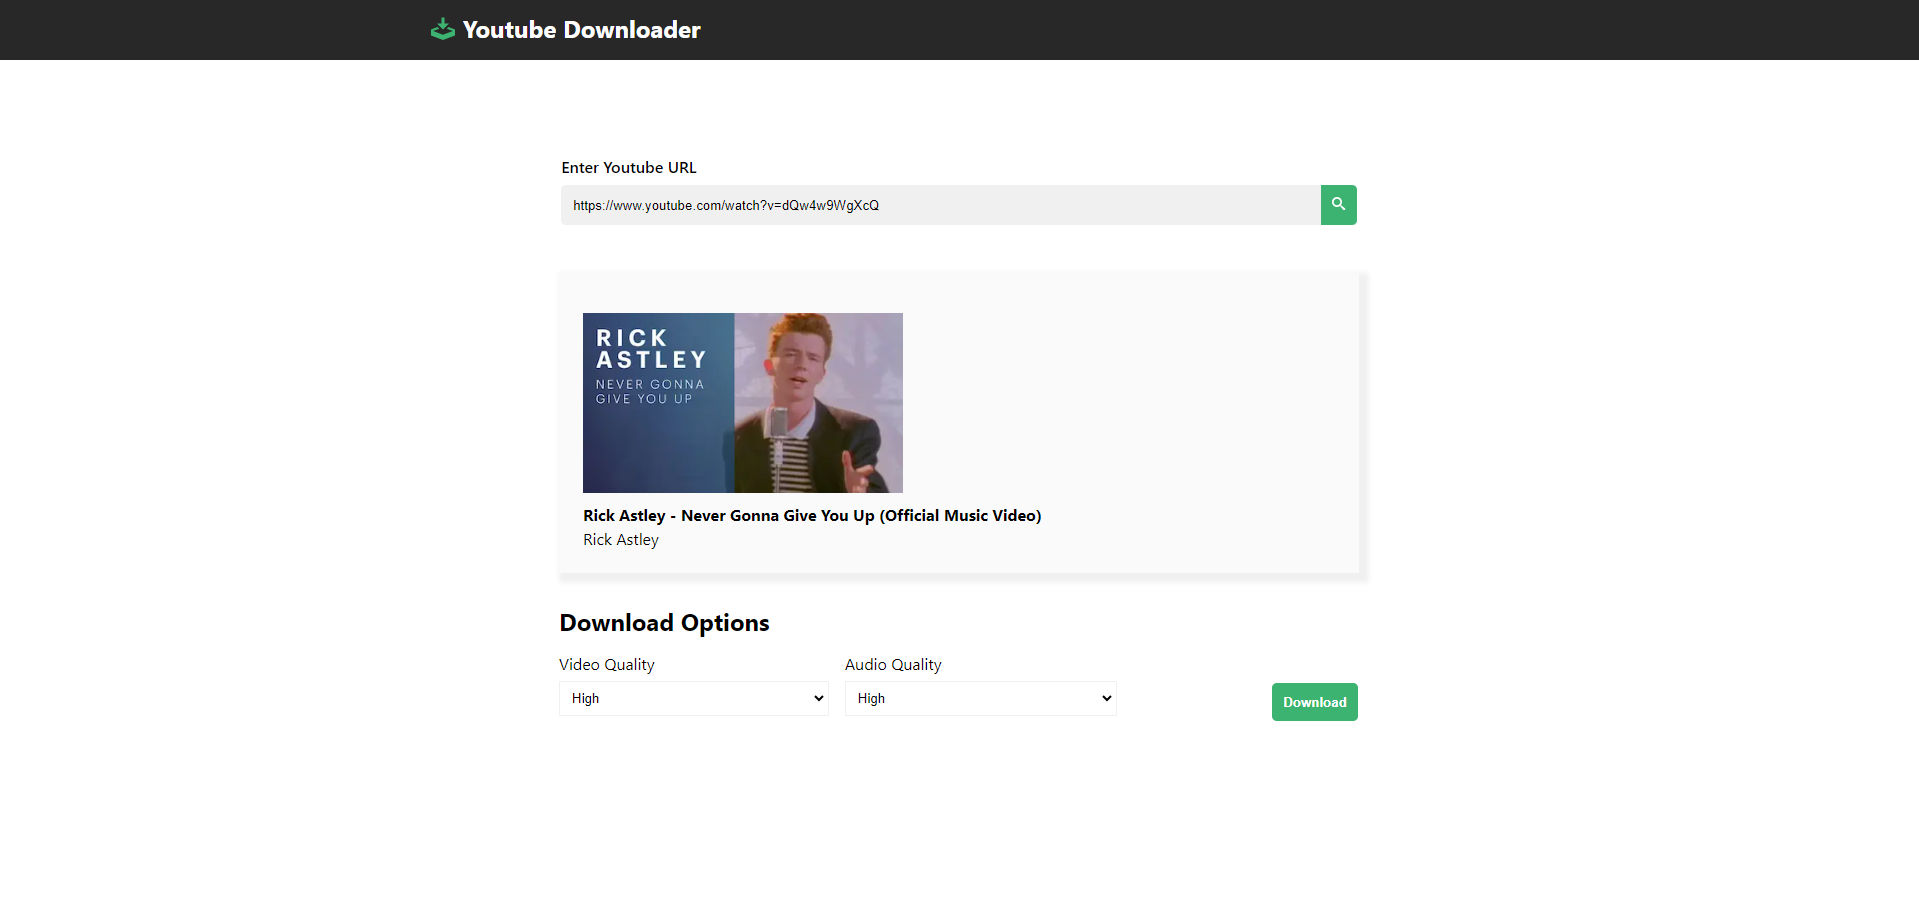 Youtube Downloader
Enter Youtube URL
https://www.youtube.com/watch?v=dQw4w9WgXcQ
RICK
ASTLEY
NEVER GONNA
GIVE YOU UP
Rick Astley - Never Gonna Give You Up (Official Music Video)
Rick Astley
Download Options
Video Quality Audio Quality
High High Download